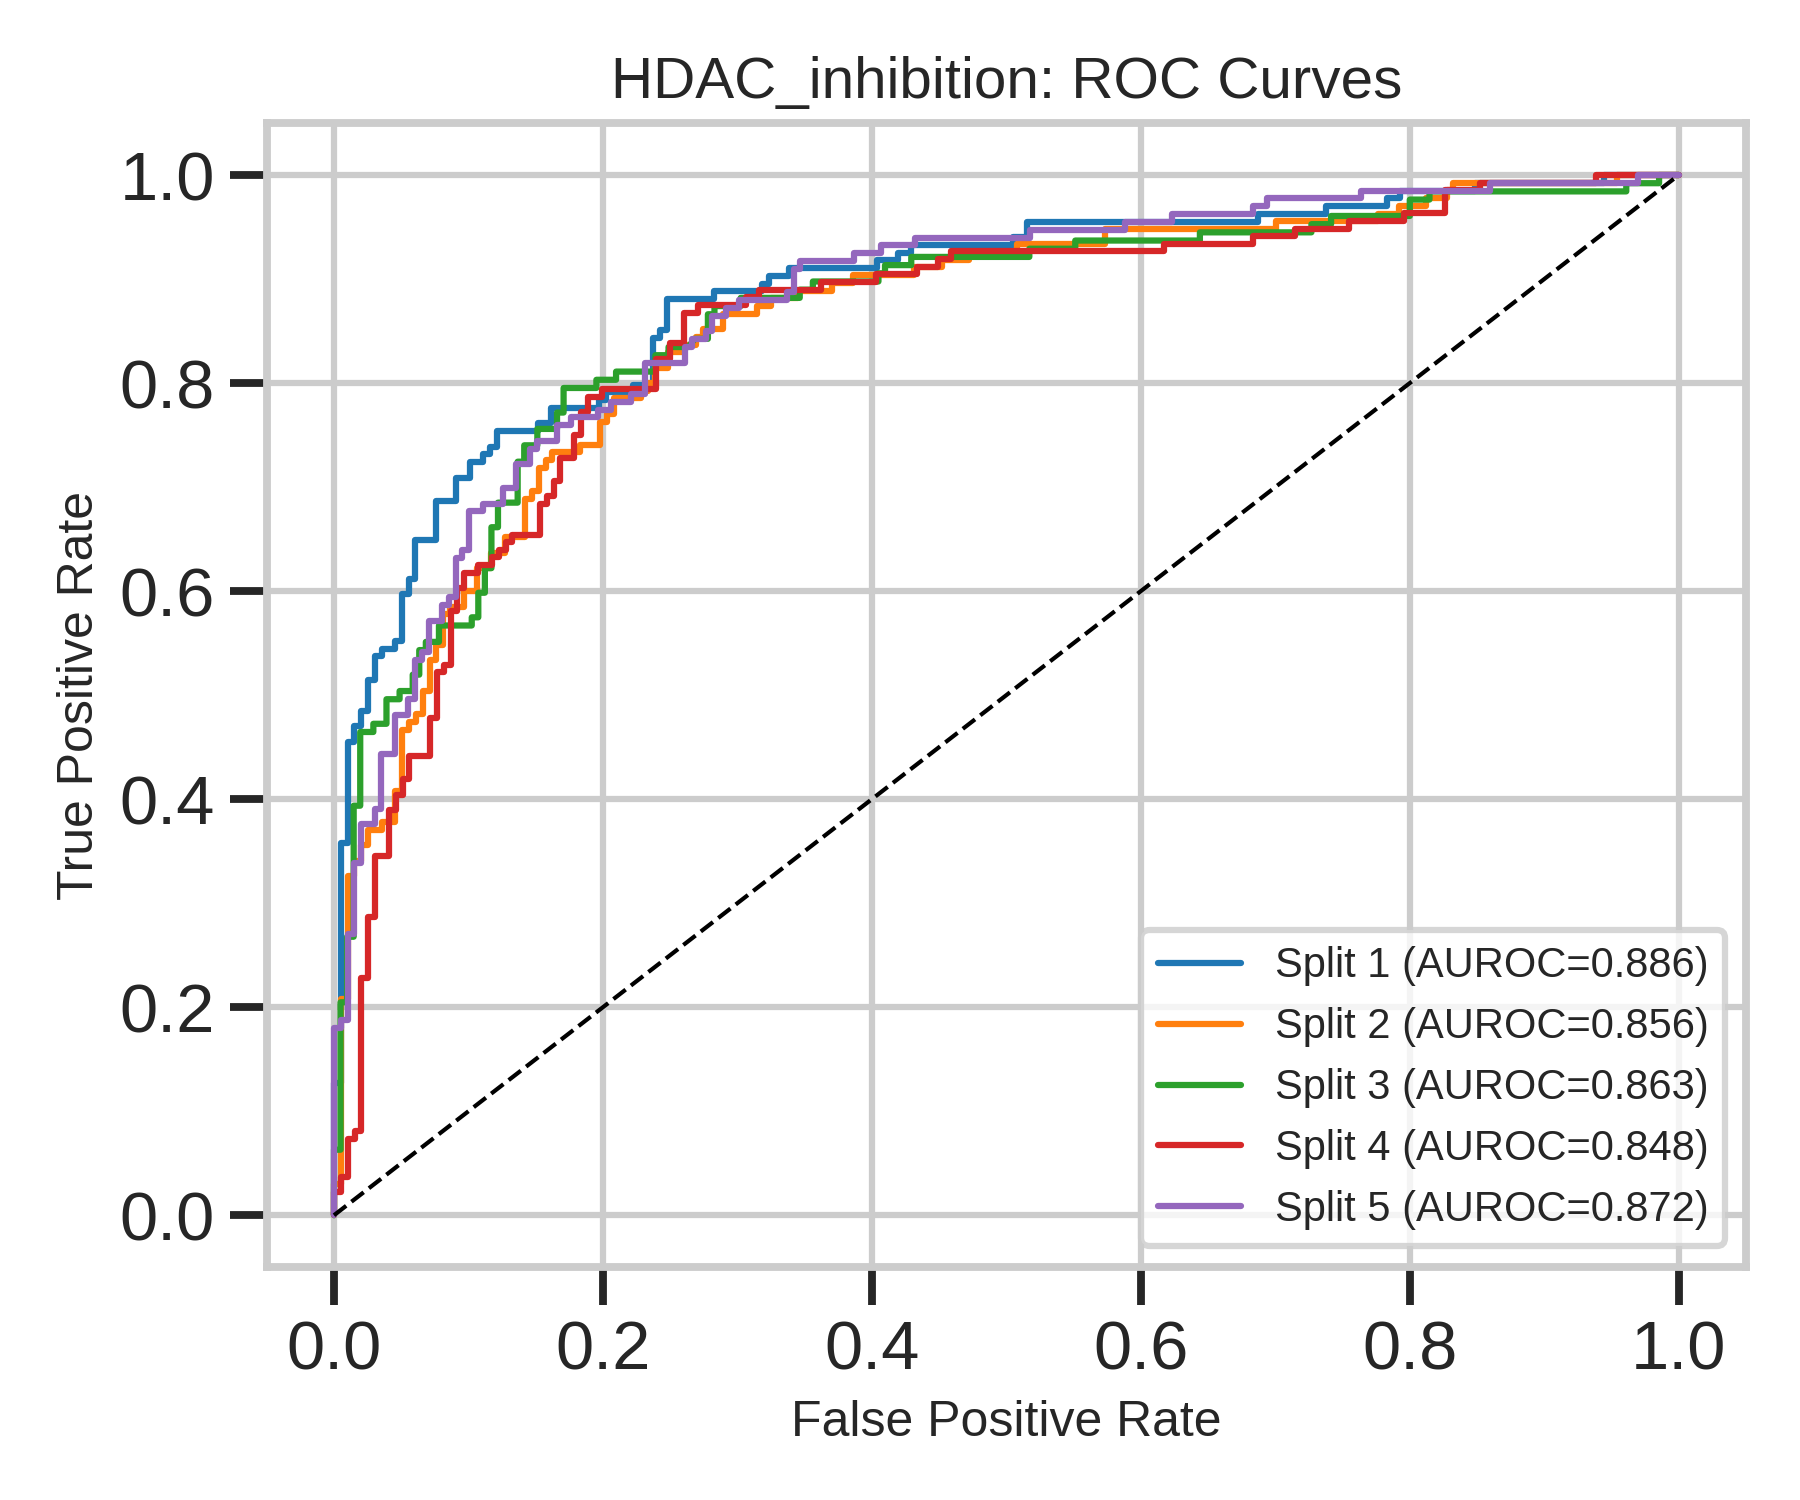 HDAC_inhibition: ROC Curves
1.0
0.8
0.6
0.4
0.2
0.0
True Positive Rate
Split 1 (AUROC=0.886)
Split 2 (AUROC=0.856)
Split 3 (AUROC=0.863)
Split 4 (AUROC=0.848)
Split 5 (AUROC=0.872)
0.0 0.2 0.4 0.6 0.8 1.0
False Positive Rate